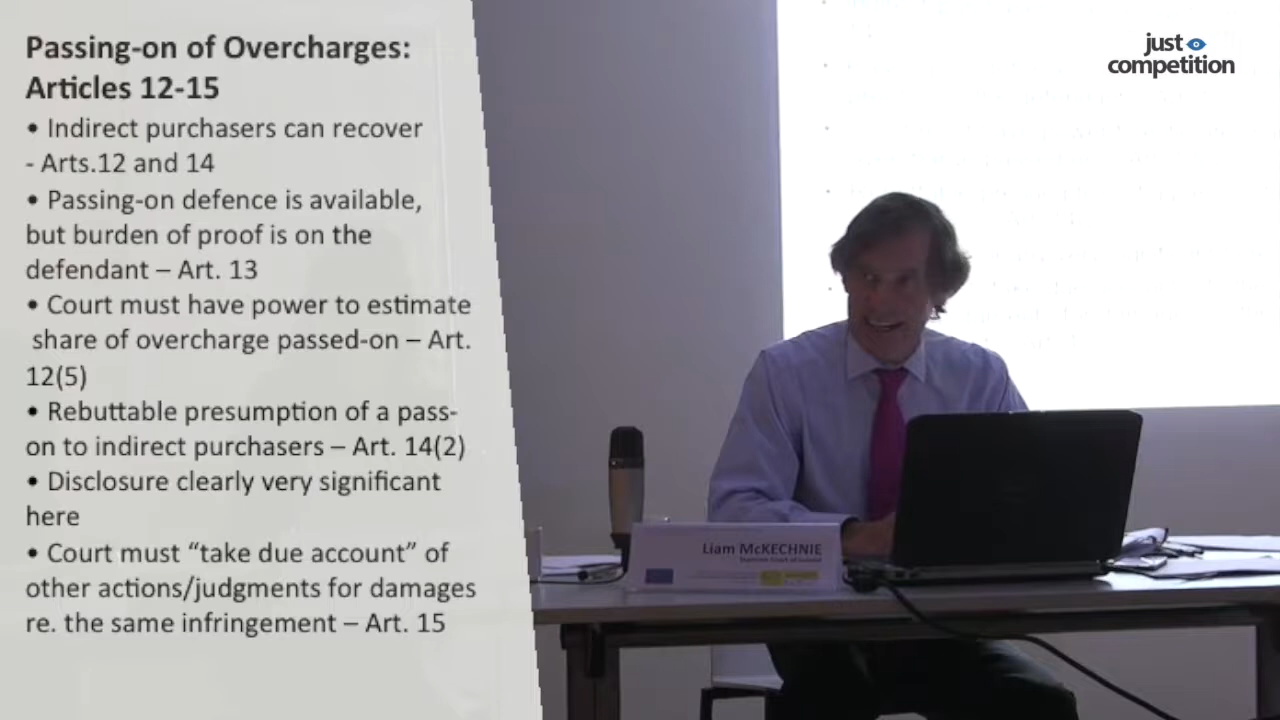 Passing-on of Overcharges:
Articles 12-15
• Indirect purchasers can recover
- Arts.12 and 14
• Passing-on defence is available,
but burden of proof is on the
defendant – Art. 13
• Court must have power to estimate
share of overcharge passed-on – Art.
12(5)
• Rebuttable presumption of a pass-
on to indirect purchasers – Art. 14(2)
• Disclosure clearly very significant
here
• Court must “take due account” of
other actions/judgments for damages
re. the same infringement – Art. 15
just
competition
Liam McKECHNIE